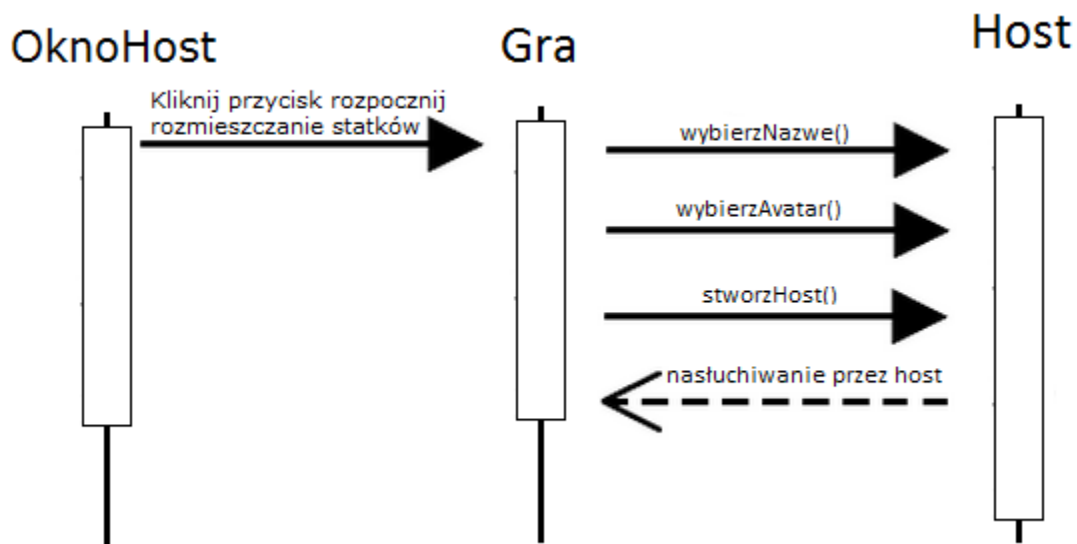 OknoHost
Gra
Host
Kliknij przycisk rozpocznij
rozmieszczanie statków
wybierzNazwe()
wybierzAvatar()
stworzHost()
nasłuchiwanie przez host